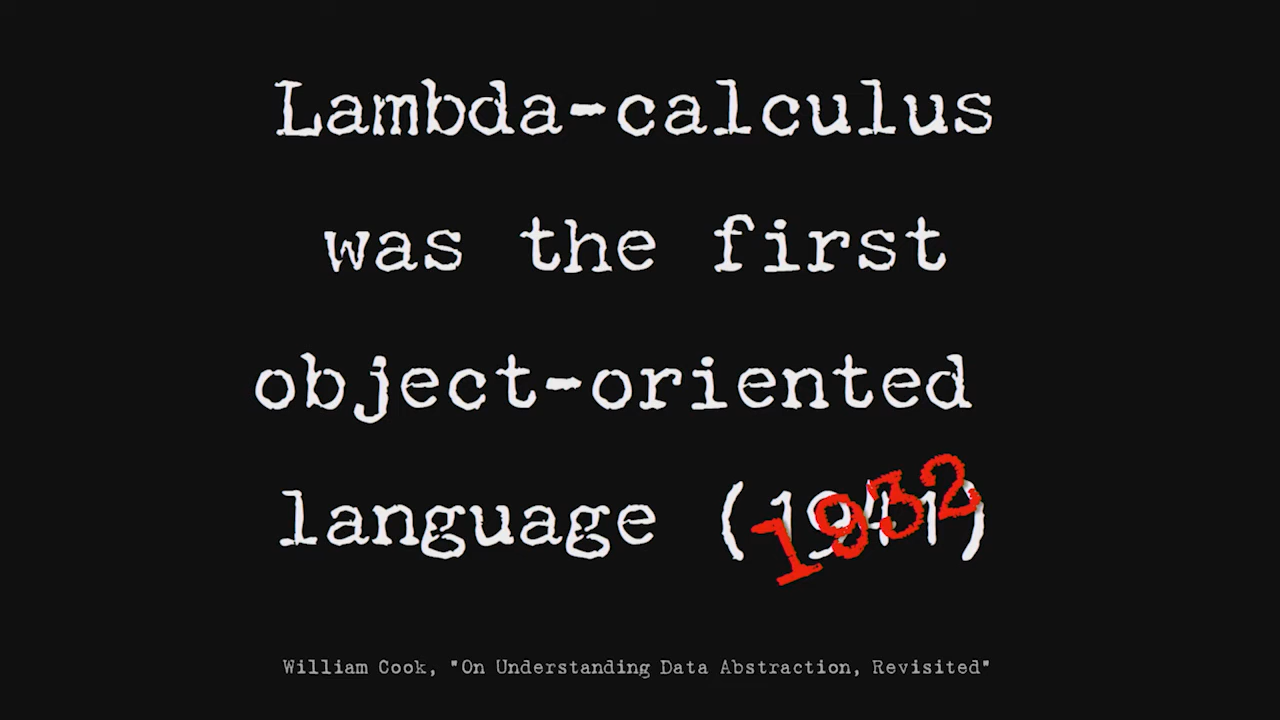 Lambda-calculus
was the first
object-oriented
language (1941)
1932
William Cook, "On Understanding Data Abstraction, Revisited"